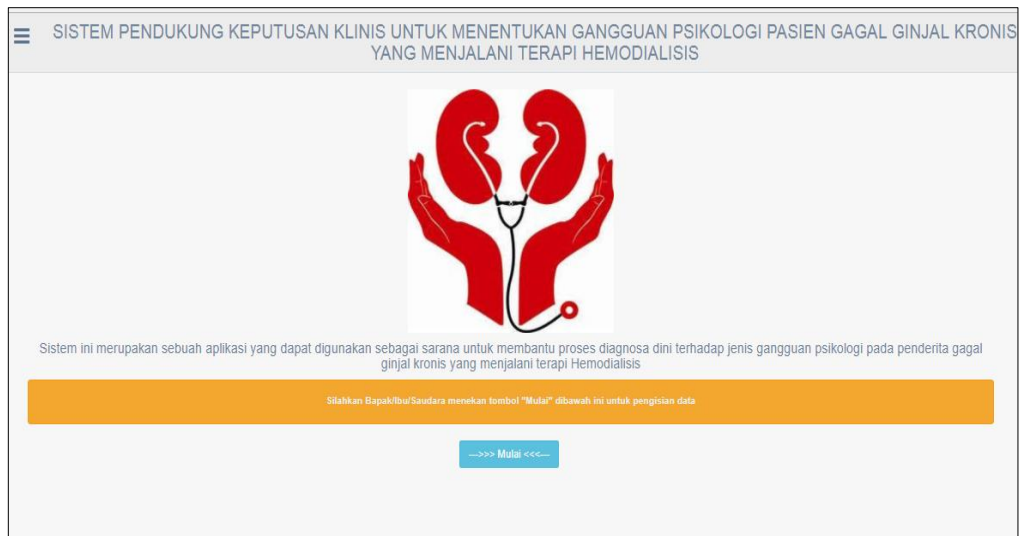 SISTEM PENDUKUNG KEPUTUSAN KLINIS UNTUK MENENTUKAN GANGGUAN PSIKOLOGI PASIEN GAGAL GINJAL KRONIS
YANG MENJALANI TERAPI HEMODIALISIS
Sistem ini merupakan sebuah aplikasi yang dapat digunakan sebagai sarana untuk membantu proses diagnosa dini terhadap jenis gangguan psikologi pada penderita gagal
ginjal kronis yang menjalani terapi Hemodialisis
Silahkan Bapak/Ibu/Saudara menekan tombol "Mulai" dibawah ini untuk pengisian data
--->>> Mulai <<<---